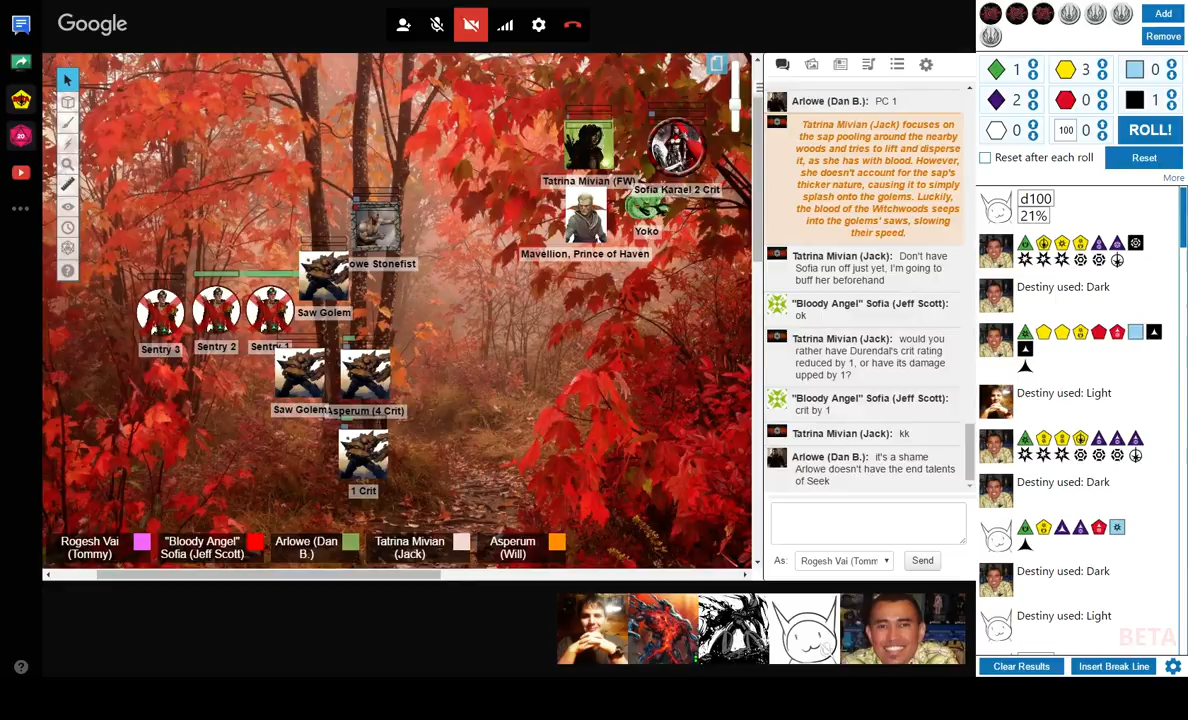 Google
Add
Remove
1
3
0
2
0
1
0
100
0
ROLL!
Reset after each roll
Reset
More
Arlowe (Dan B.): PC 1
Tatrina Mivian (Jack) focuses on
the sap pooling around the nearby
woods and tries to lift and disperse
it, as she has with blood. However,
she doesn't account for the sap's
thicker nature, causing it to simply
splash onto the golems. Luckily,
the blood of the Witchwoods seeps
into the golems' saws, slowing
their speed.
Tatrina Mivian (Jack): Don't have
Sofia run off just yet, I'm going to
buff her beforehand
"Bloody Angel" Sofia (Jeff Scott):
ok
Tatrina Mivian (Jack): would you
rather have Durendal's crit rating
reduced by 1, or have its damage
upped by 1?
"Bloody Angel" Sofia (Jeff Scott):
crit by 1
Tatrina Mivian (Jack): kk
Arlowe (Dan B.): it's a shame
Arlowe doesn't have the end talents
of Seek
As:
Rogesh Vai (Tomm
Send
d100
21%
Destiny used: Dark
Destiny used: Light
Destiny used: Dark
Destiny used: Dark
Destiny used: Light
BETA
Clear Results
Insert Break Line
20
Tatrina Mivian (FW)
Sofia Karael 2 Crit
Yoko
Mavellion, Prince of Haven
owe Stonefist
Saw Golem
Sentry 3
Sentry 2
Sentry 1
Saw Golem
Asperum (4 Crit)
1 Crit
Rogesh Vai
(Tommy)
"Bloody Angel"
Sofia (Jeff Scott)
Arlowe (Dan
B.)
Tatrina Mivian
(Jack)
Asperum
(Will)